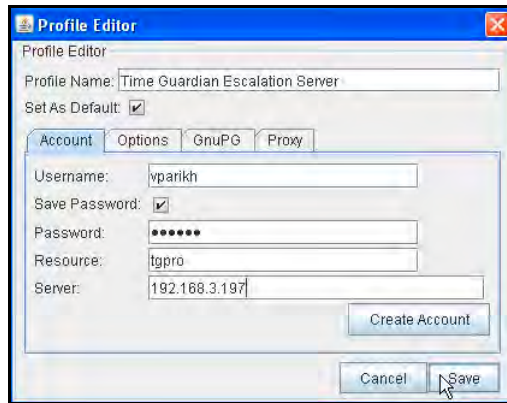 Profile Editor
Profile Editor
Profile Name: Time Guardian Escalation Server
Set As Default:
Account Options GnuPG Proxy
Username: vparikh
Save Password:
Password: ••••••
Resource: tgpro
Server: 192.168.3.197
Create Account
Cancel Save